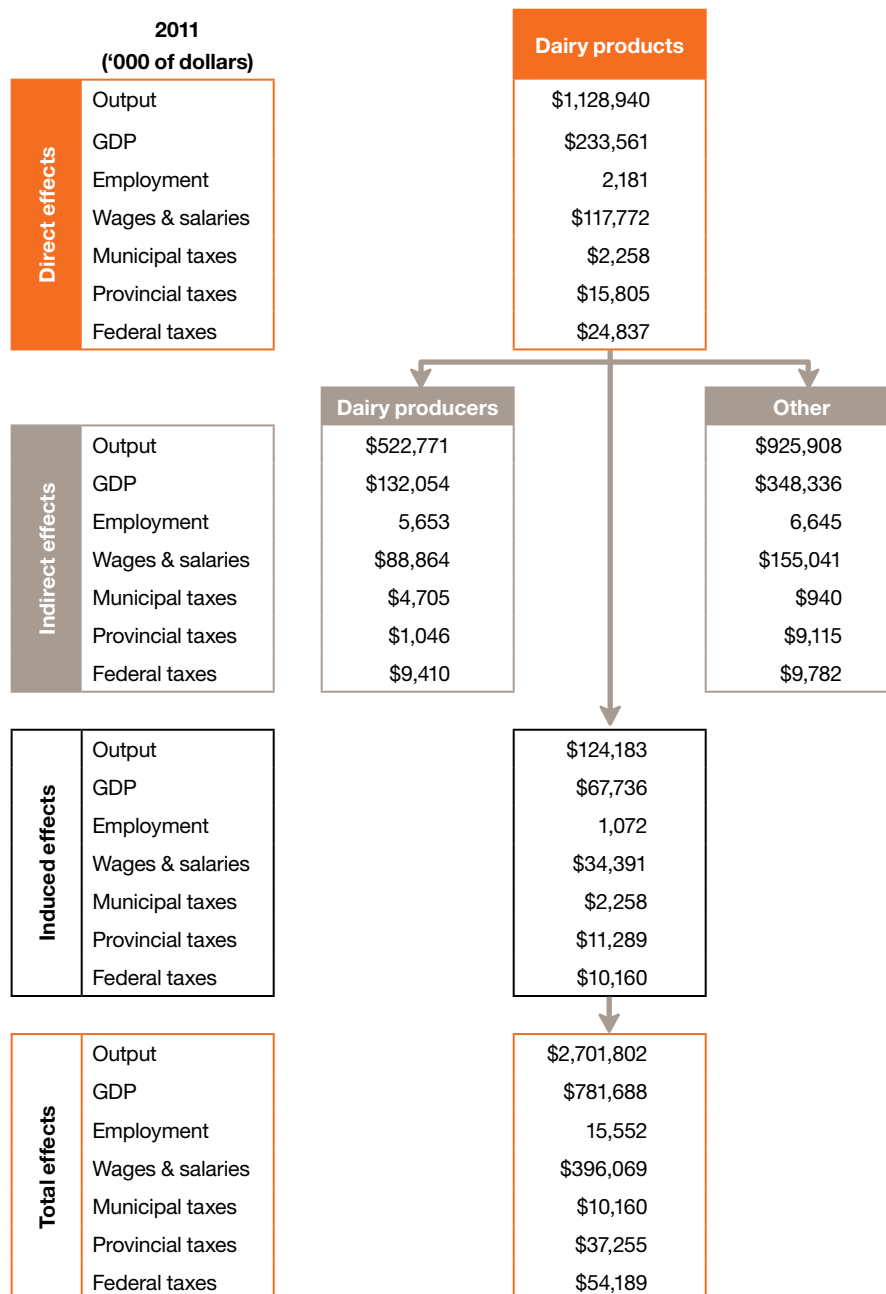 2011
(‘000 of dollars)
Dairy products
Direct effects
Output $1,128,940
GDP $233,561
Employment 2,181
Wages & salaries $117,772
Municipal taxes $2,258
Provincial taxes $15,805
Federal taxes $24,837
Dairy producers Other
Indirect effects
Output $522,771 $925,908
GDP $132,054 $348,336
Employment 5,653 6,645
Wages & salaries $88,864 $155,041
Municipal taxes $4,705 $940
Provincial taxes $1,046 $9,115
Federal taxes $9,410 $9,782
Induced effects
Output $124,183
GDP $67,736
Employment 1,072
Wages & salaries $34,391
Municipal taxes $2,258
Provincial taxes $11,289
Federal taxes $10,160
Total effects
Output $2,701,802
GDP $781,688
Employment 15,552
Wages & salaries $396,069
Municipal taxes $10,160
Provincial taxes $37,255
Federal taxes $54,189